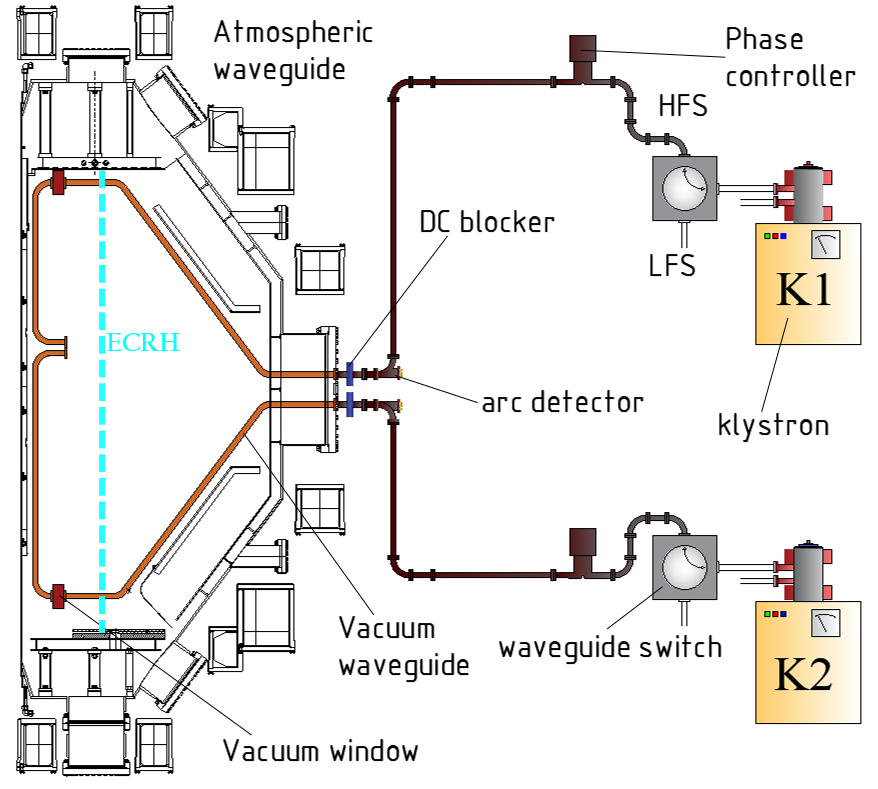 Atmospheric
waveguide
Phase
controller
HFS
DC blocker
LFS
K1
ECRH
arc detector
klystron
Vacuum
waveguide
waveguide switch
K2
Vacuum window